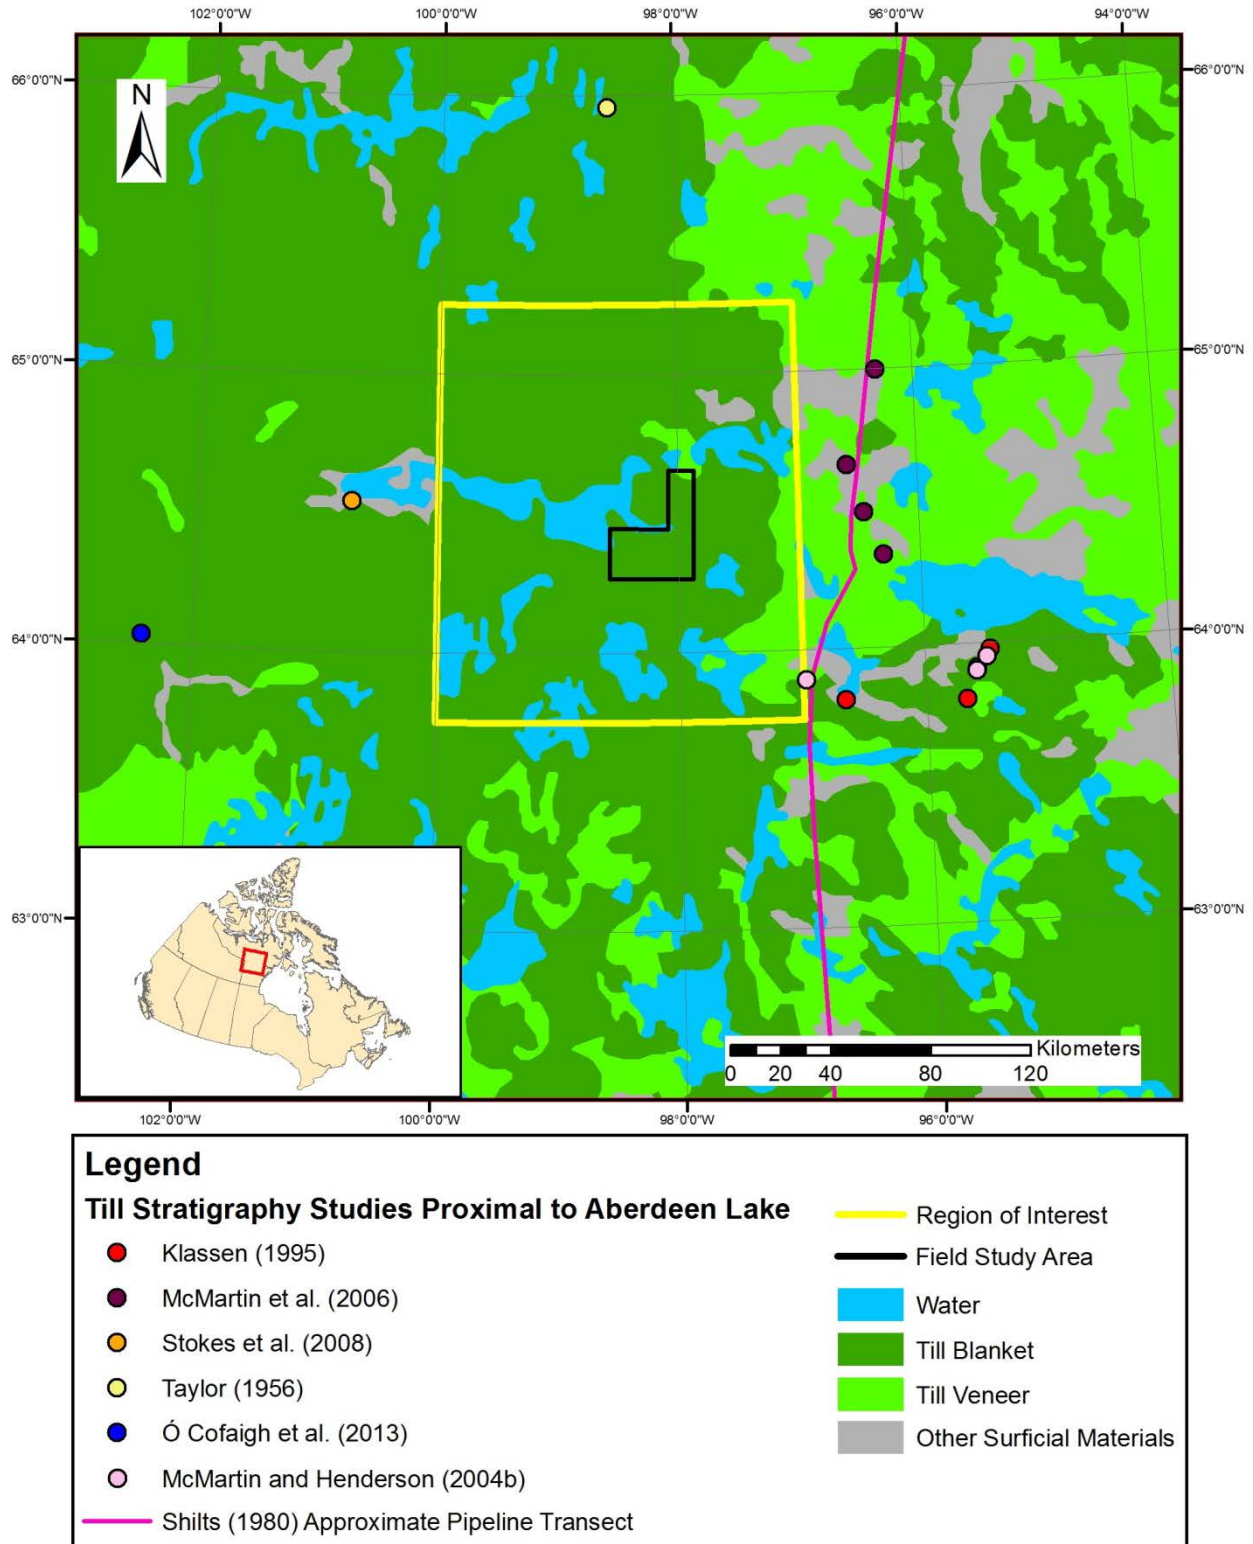 102°0'0"W 100°0'0"W 98°0'0"W 96°0'0"W 94°0'0"W
66°0'0"N 66°0'0"N
N
65°0'0"N 65°0'0"N
64°0'0"N 64°0'0"N
63°0'0"N 63°0'0"N
Kilometers
0 20 40 80 120
102°0'0"W 100°0'0"W 98°0'0"W 96°0'0"W
Legend
Till Stratigraphy Studies Proximal to Aberdeen Lake
Klassen (1995)
McMartin et al. (2006)
Stokes et al. (2008)
Taylor (1956)
Ó Cofaigh et al. (2013)
McMartin and Henderson (2004b)
Shilts (1980) Approximate Pipeline Transect
Region of Interest
Field Study Area
Water
Till Blanket
Till Veneer
Other Surficial Materials